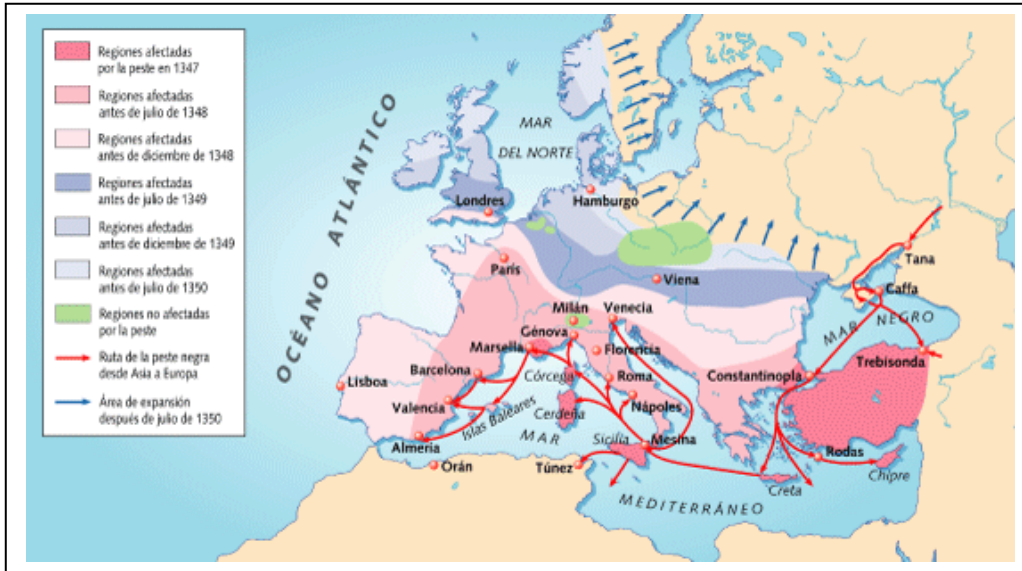 Regiones afectadas
por la peste en 1347
Regiones afectadas
antes de julio de 1348
Regiones afectadas
antes de diciembre de 1348
Regiones afectadas
antes de julio de 1349
Regiones afectadas
antes de diciembre de 1349
Regiones afectadas
antes de julio de 1350
Regiones no afectadas
por la peste
Ruta de la peste negra
desde Asia a Europa
Área de expansión
después de julio de 1350
OCÉANO ATLÁNTICO
MAR
DEL NORTE
Londres
Hamburgo
París
Viena
Tana
Caffa
MAR NEGRO
Milán
Venecia
Génova
Trebisonda
Marsella
Florencia
Barcelona
Córcega
Roma
Constantinopla
Lisboa
Valencia
Islas Baleares
Cerdeña
Nápoles
Almería
MAR
Sicilia
Mesina
Rodas
Orán
Túnez
Creta
Chipre
MEDITERRÁNEO